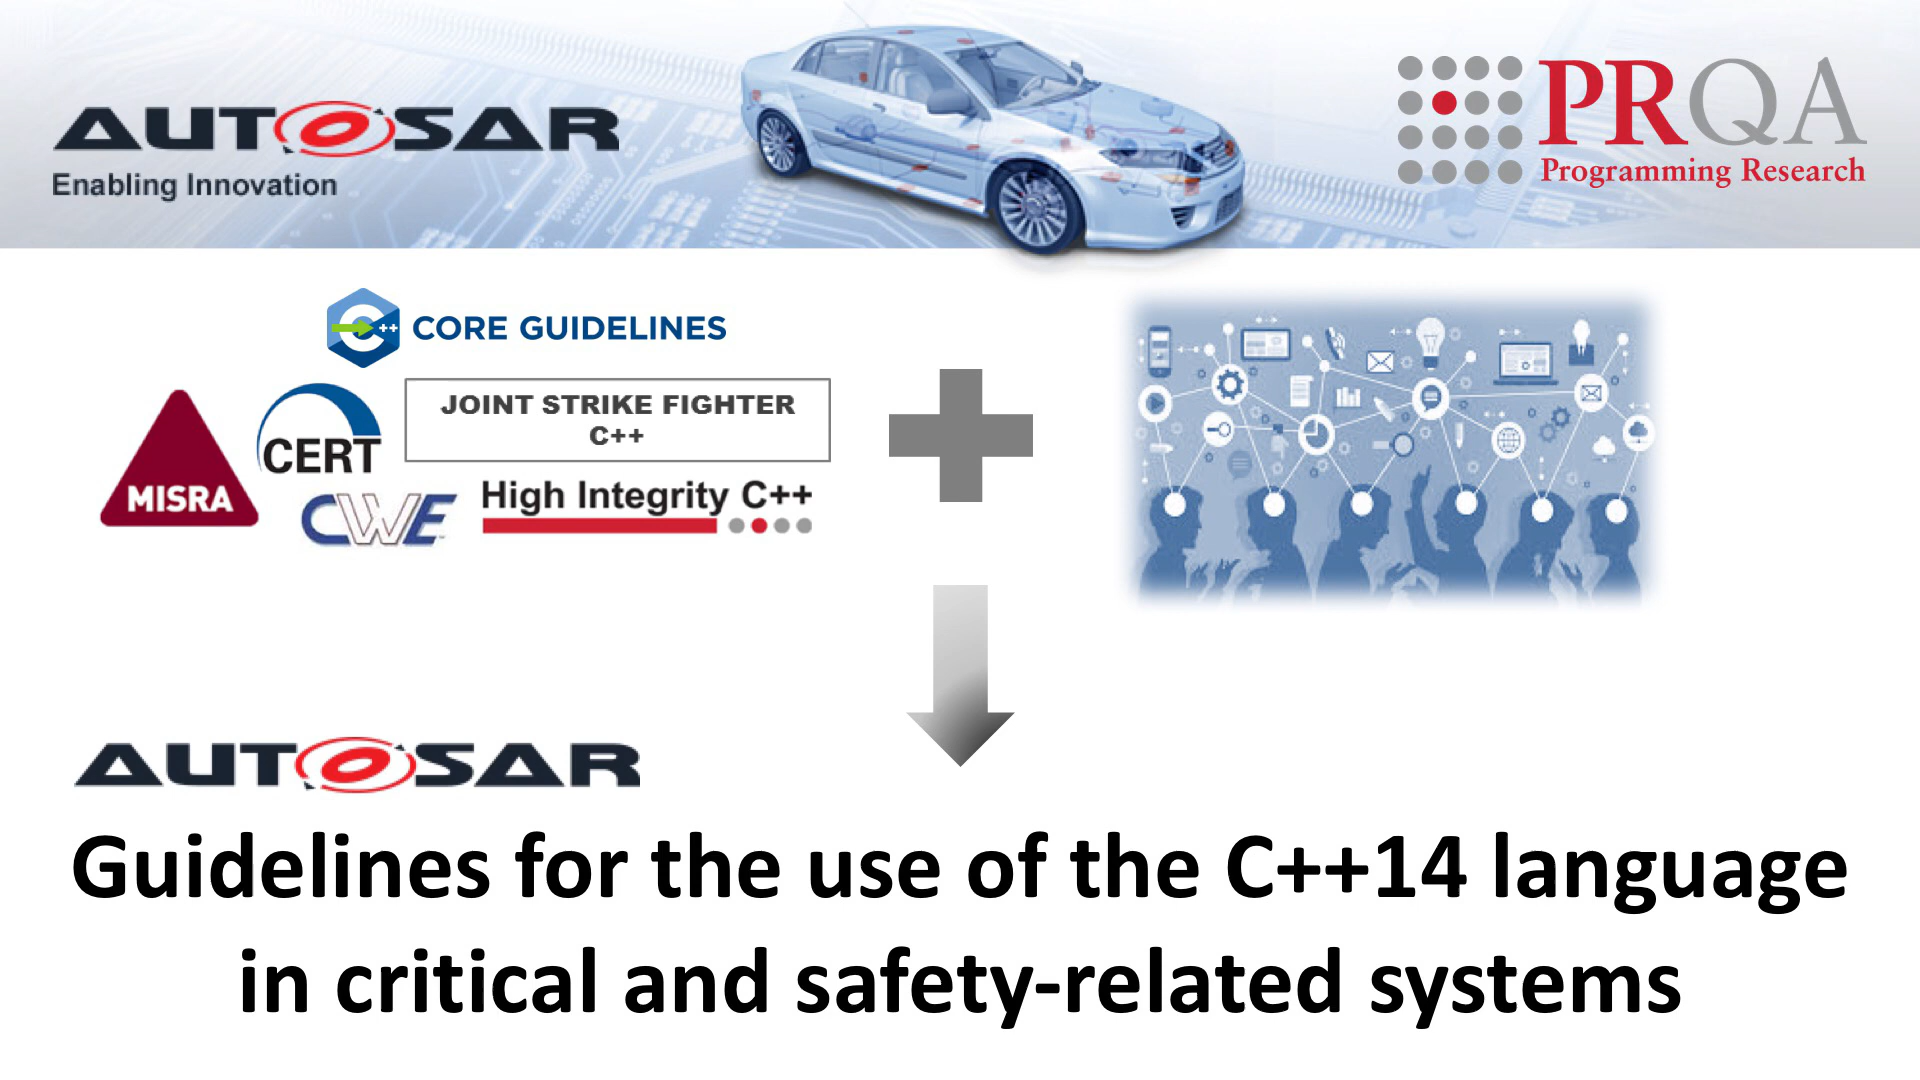 AUTOSAR
Enabling Innovation
PRQA
Programming Research
C++ CORE GUIDELINES
MISRA
CERT
JOINT STRIKE FIGHTER
C++
CWE
High Integrity C++
AUTOSAR
Guidelines for the use of the C++14 language
in critical and safety-related systems